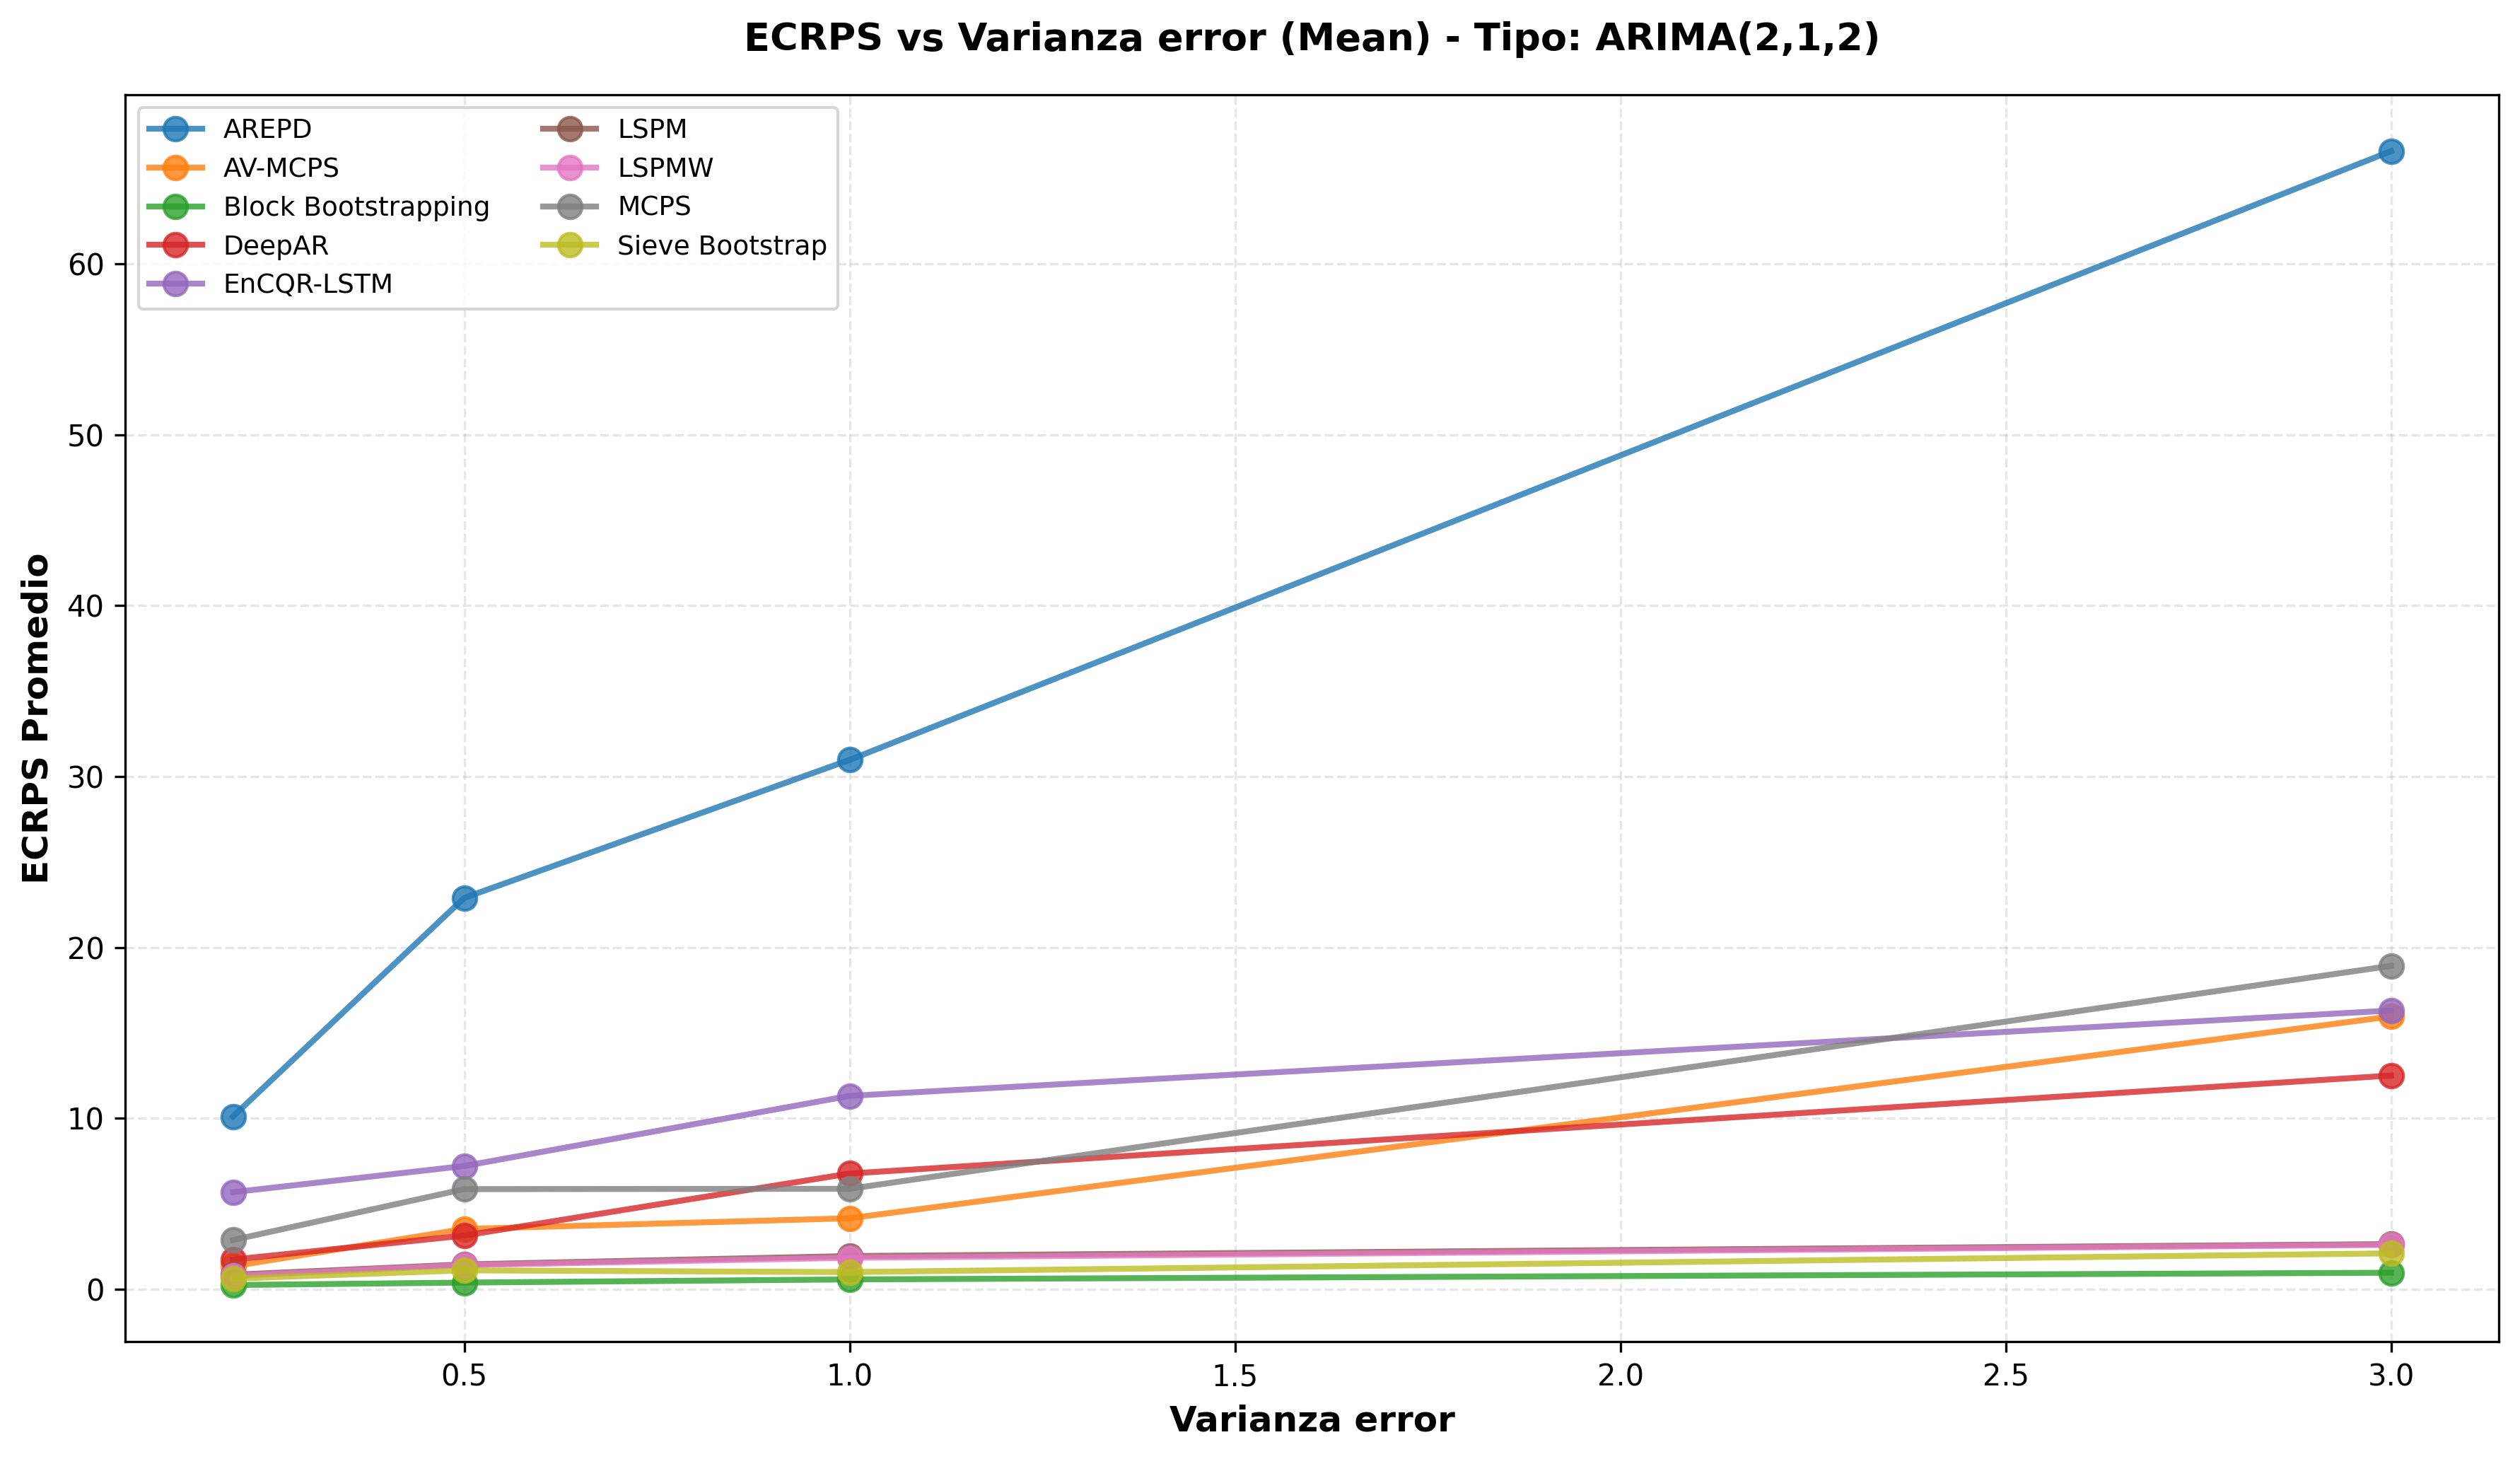 ECRPS vs Varianza error (Mean) - Tipo: ARIMA(2,1,2)
AREPD
AV-MCPS
Block Bootstrapping
DeepAR
EnCQR-LSTM
LSPM
LSPMW
MCPS
Sieve Bootstrap
ECRPS Promedio
60
50
40
30
20
10
0
0.5
1.0
1.5
2.0
2.5
3.0
Varianza error